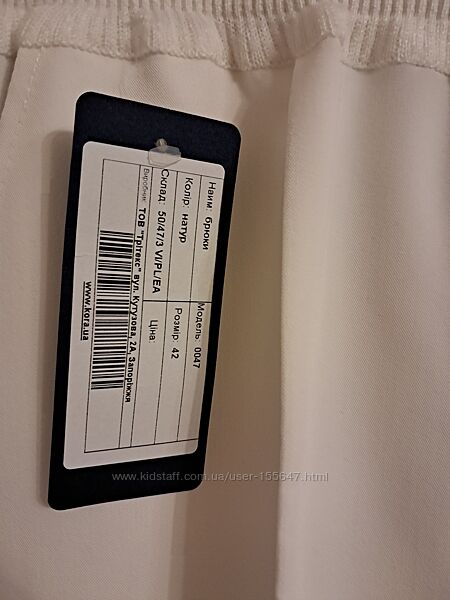 Наим: брюки
Модель: 0047
Колір: натур
Розмір: 42
Склад: 50/47/3 VI/PL/EA
Ціна:
Виробник: ТОВ "Трітекс" вул. Кутузова, 2А, Запоріжжя
www.kora.ua
www.kidstaff.com.ua/user-155647.html